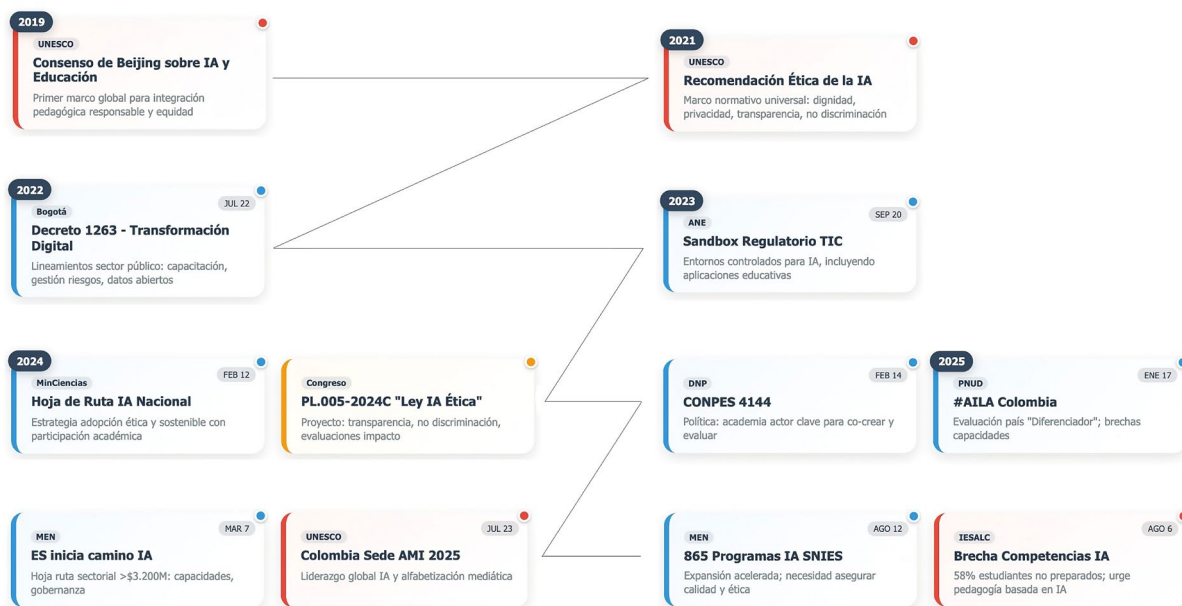 2019
UNESCO
Consenso de Beijing sobre IA y
Educación
Primer marco global para integración
pedagógica responsable y equidad
2021
UNESCO
Recomendación Ética de la IA
Marco normativo universal: dignidad,
privacidad, transparencia, no discriminación
2022
JUL 22
Bogotá
Decreto 1263 - Transformación
Digital
Lineamientos sector público: capacitación,
gestión riesgos, datos abiertos
2023
SEP 20
ANE
Sandbox Regulatorio TIC
Entornos controlados para IA, incluyendo
aplicaciones educativas
2024
FEB 12
MinCiencias
Hoja de Ruta IA Nacional
Estrategia adopción ética y sostenible con
participación académica
Congreso
PL.005-2024C "Ley IA Ética"
Proyecto: transparencia, no discriminación,
evaluaciones impacto
FEB 14
DNP
CONPES 4144
Política: academia actor clave para co-crear y
evaluar
2025
ENE 17
PNUD
#AILA Colombia
Evaluación país "Diferenciador"; brechas
capacidades
MAR 7
MEN
ES inicia camino IA
Hoja ruta sectorial >$3.200M: capacidades,
gobernanza
JUL 23
UNESCO
Colombia Sede AMI 2025
Liderazgo global IA y alfabetización mediática
AGO 12
MEN
865 Programas IA SNIES
Expansión acelerada; necesidad asegurar
calidad y ética
AGO 6
IESALC
Brecha Competencias IA
58% estudiantes no preparados; urge
pedagogía basada en IA